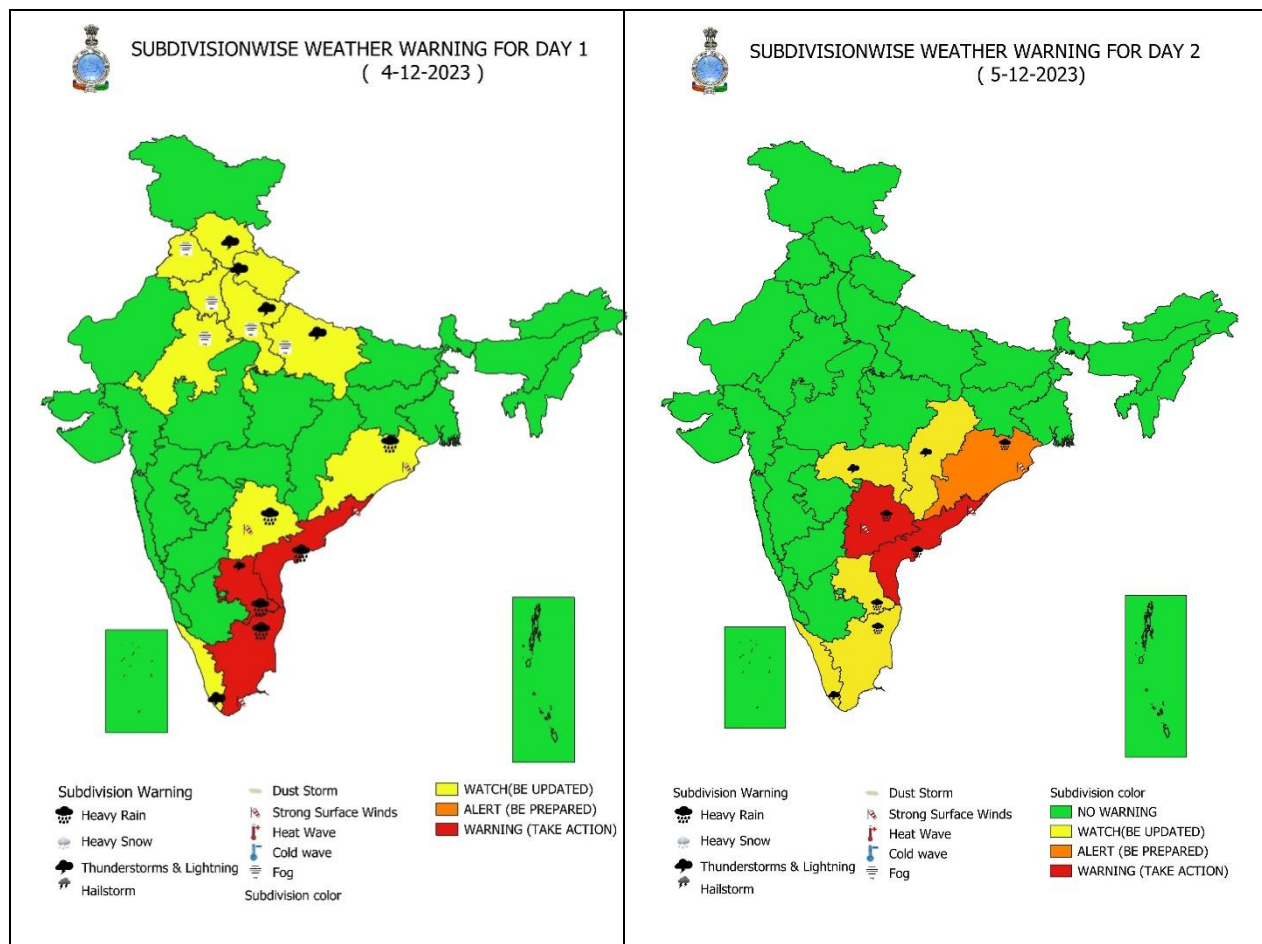 SUBDIVISIONWISE WEATHER WARNING FOR DAY 1
( 4-12-2023 )
Subdivision Warning
Heavy Rain
Heavy Snow
Thunderstorms & Lightning
Hailstorm
Dust Storm
Strong Surface Winds
Heat Wave
Cold wave
Fog
Subdivision color
WATCH(BE UPDATED)
ALERT (BE PREPARED)
WARNING (TAKE ACTION)
SUBDIVISIONWISE WEATHER WARNING FOR DAY 2
( 5-12-2023)
Subdivision Warning
Heavy Rain
Heavy Snow
Thunderstorms & Lightning
Hailstorm
Dust Storm
Strong Surface Winds
Heat Wave
Cold wave
Fog
Subdivision color
NO WARNING
WATCH(BE UPDATED)
ALERT (BE PREPARED)
WARNING (TAKE ACTION)